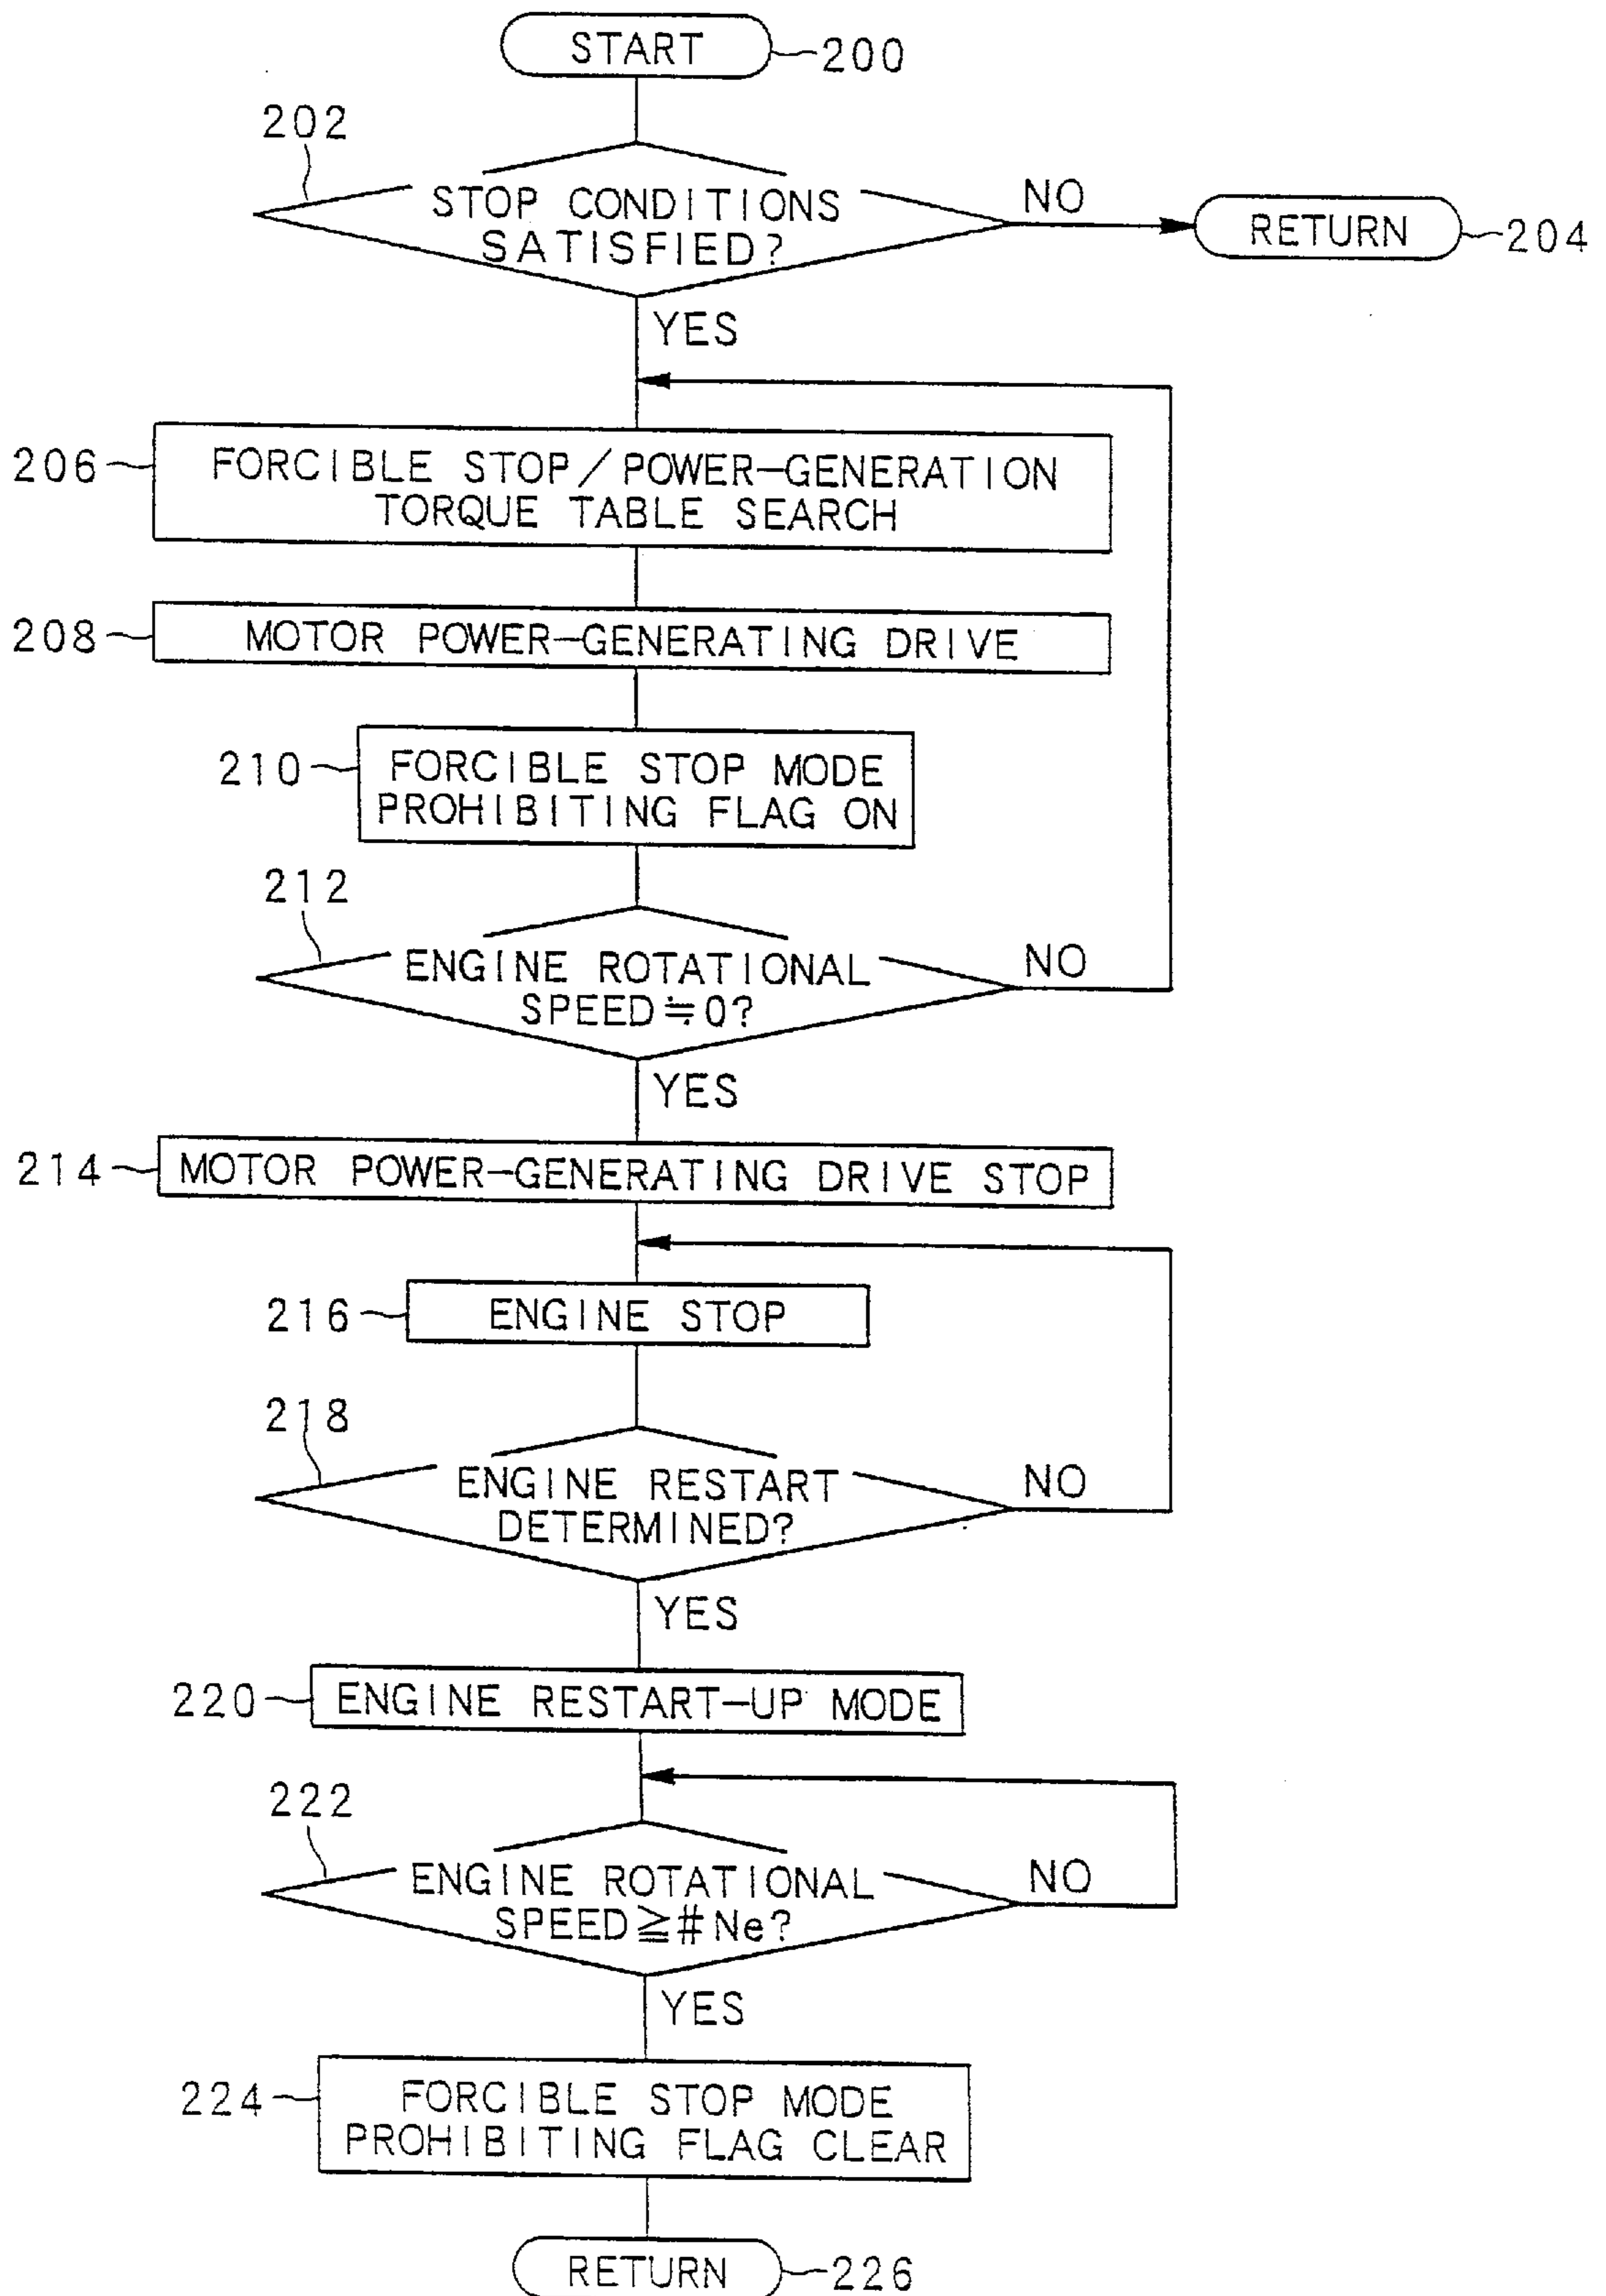 START
200
202
STOP CONDITIONS
SATISFIED?
NO
RETURN
204
YES
206
FORCIBLE STOP/POWER-GENERATION
TORQUE TABLE SEARCH
208
MOTOR POWER-GENERATING DRIVE
210
FORCIBLE STOP MODE
PROHIBITING FLAG ON
212
ENGINE ROTATIONAL
SPEED≒0?
NO
YES
214
MOTOR POWER-GENERATING DRIVE STOP
216
ENGINE STOP
218
ENGINE RESTART
DETERMINED?
NO
YES
220
ENGINE RESTART-UP MODE
222
ENGINE ROTATIONAL
SPEED≧#Ne?
NO
YES
224
FORCIBLE STOP MODE
PROHIBITING FLAG CLEAR
RETURN
226